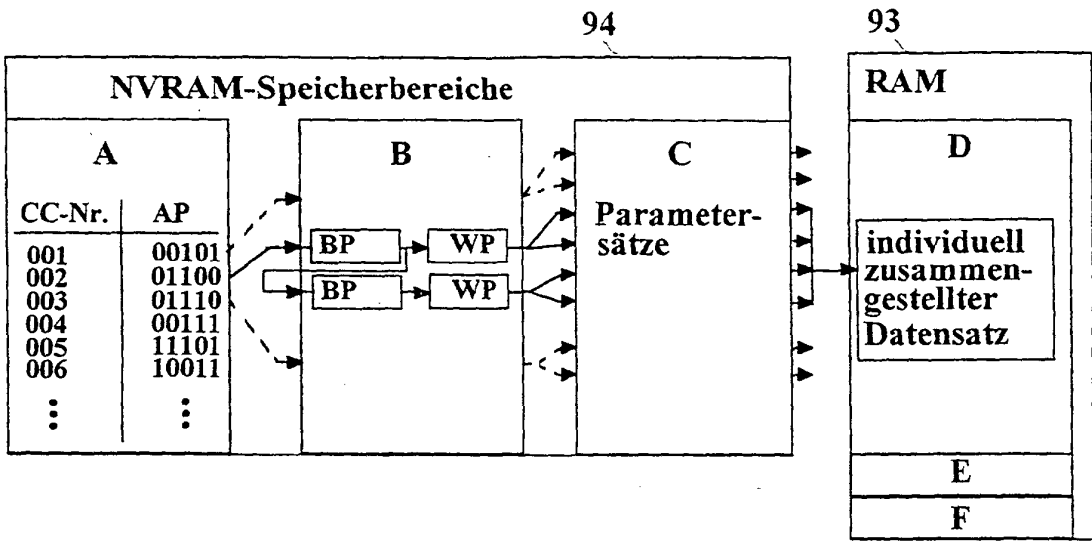 94
93
NVRAM-Speicherbereiche
RAM
A
B
C
D
CC-Nr. AP
001 00101
002 01100
003 01110
004 00111
005 11101
006 10011
BP WP
BP WP
Parameter-
sätze
individuell
zusammen-
gestellter
Datensatz
E
F